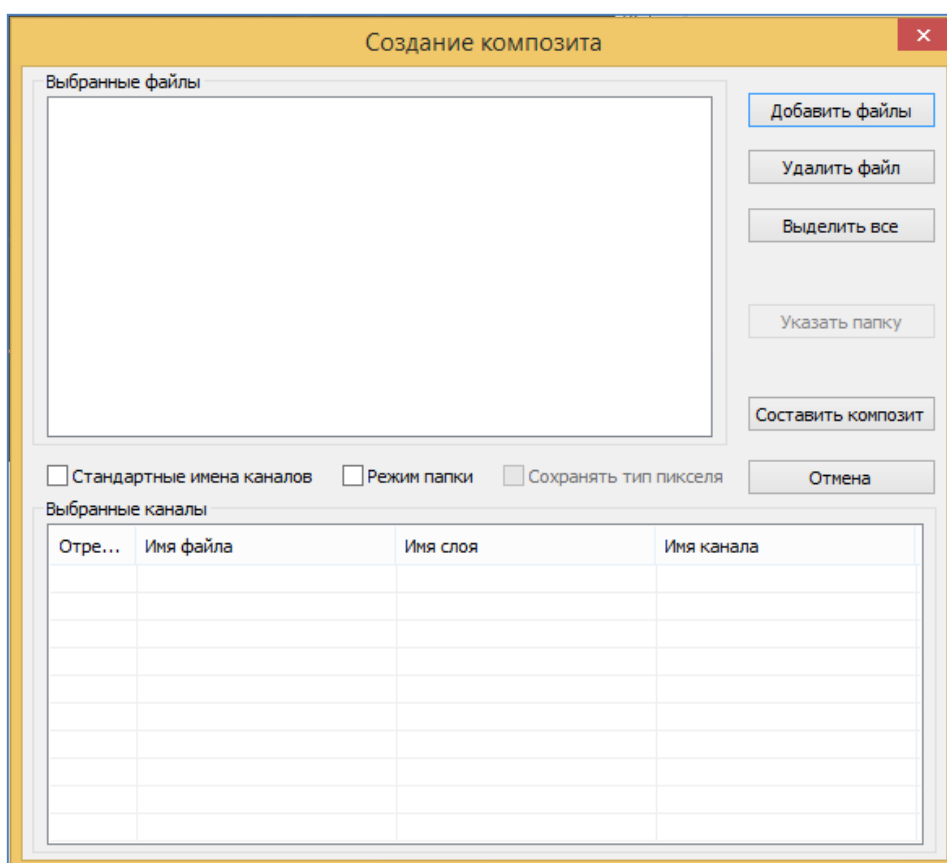 Создание композита
Выбранные файлы
Добавить файлы
Удалить файл
Выделить все
Указать папку
Составить композит
Стандартные имена каналов Режим папки Сохранять тип пикселя Отмена
Выбранные каналы
Отре... Имя файла Имя слоя Имя канала